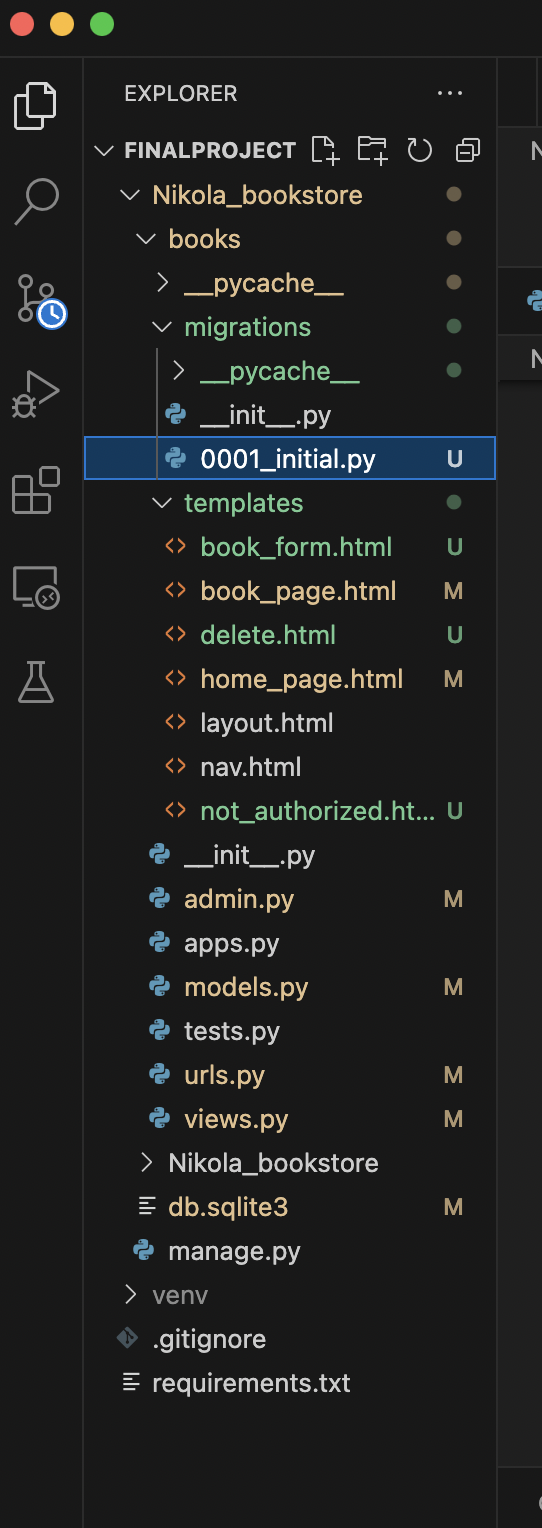 EXPLORER
FINALPROJECT
Nikola_bookstore
books
__pycache__
migrations
__pycache__
__init__.py
0001_initial.py U
templates
book_form.html U
book_page.html M
delete.html U
home_page.html M
layout.html
nav.html
not_authorized.ht... U
__init__.py
admin.py M
apps.py
models.py M
tests.py
urls.py M
views.py M
Nikola_bookstore
db.sqlite3 M
manage.py
venv
.gitignore
requirements.txt